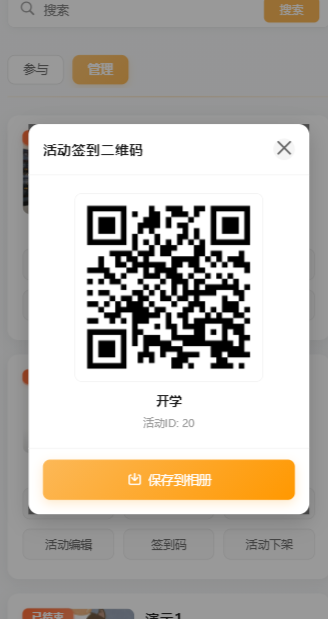 搜索
搜索
参与
管理
活动签到二维码
开学
活动ID: 20
保存到相册
活动编辑
签到码
活动下架
已结束
演示1